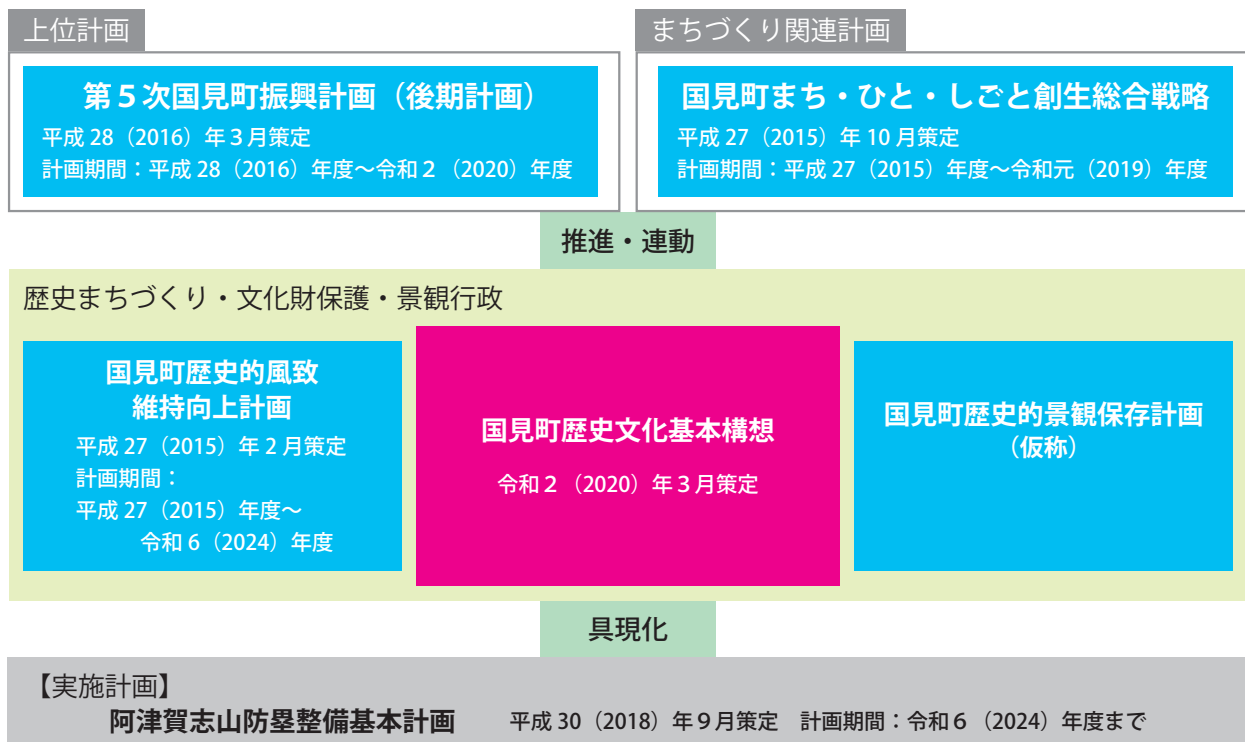 上位計画
第5次国見町振興計画（後期計画）
平成 28（2016）年３月策定
計画期間：平成 28（2016）年度～令和２（2020）年度
まちづくり関連計画
国見町まち・ひと・しごと創生総合戦略
平成 27（2015）年 10 月策定
計画期間：平成 27（2015）年度～令和元（2019）年度
推進・連動
歴史まちづくり・文化財保護・景観行政
国見町歴史的風致
維持向上計画
平成 27（2015）年 2 月策定
計画期間：
平成 27（2015）年度～
令和 6（2024）年度
国見町歴史文化基本構想
令和２（2020）年３月策定
国見町歴史的景観保存計画
（仮称）
具現化
【実施計画】
阿津賀志山防塁整備基本計画　平成 30（2018）年９月策定　計画期間：令和６（2024）年度まで